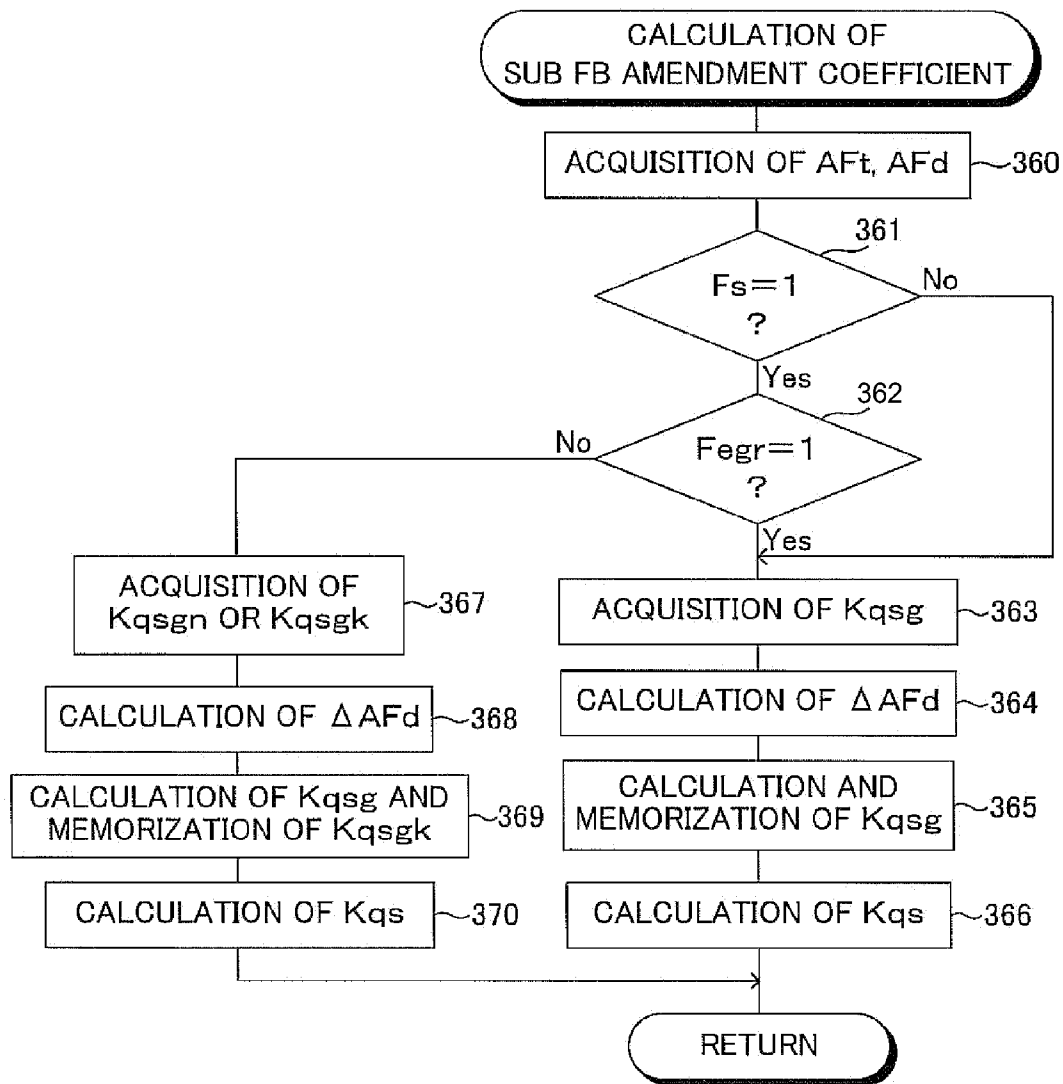 CALCULATION OF
SUB FB AMENDMENT COEFFICIENT
ACQUISITION OF AFt, AFd
360
361
Fs=1
?
No
Yes
362
Fegr=1
?
No
Yes
ACQUISITION OF
Kqsgn OR Kqsgk
367
CALCULATION OF Δ AFd
368
CALCULATION OF Kqsg AND
MEMORIZATION OF Kqsgk
369
CALCULATION OF Kqs
370
ACQUISITION OF Kqsg
363
CALCULATION OF Δ AFd
364
CALCULATION AND
MEMORIZATION OF Kqsg
365
CALCULATION OF Kqs
366
RETURN